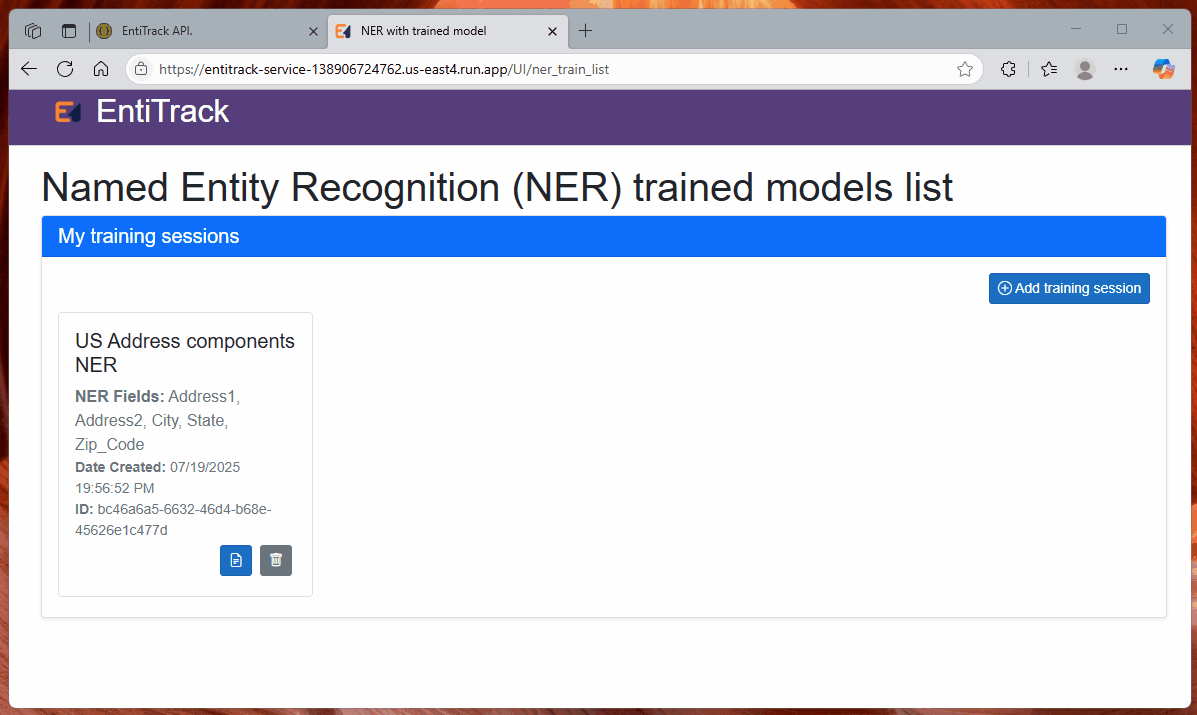 EntiTrack API.
NER with trained model
https://entitrack-service-138906724762.us-east4.run.app/UI/ner_train_list
EntiTrack
Named Entity Recognition (NER) trained models list
My training sessions
Add training session
US Address components
NER
NER Fields: Address1,
Address2, City, State,
Zip_Code
Date Created: 07/19/2025
19:56:52 PM
ID: bc46a6a5-6632-46d4-b68e-
45626e1c477d